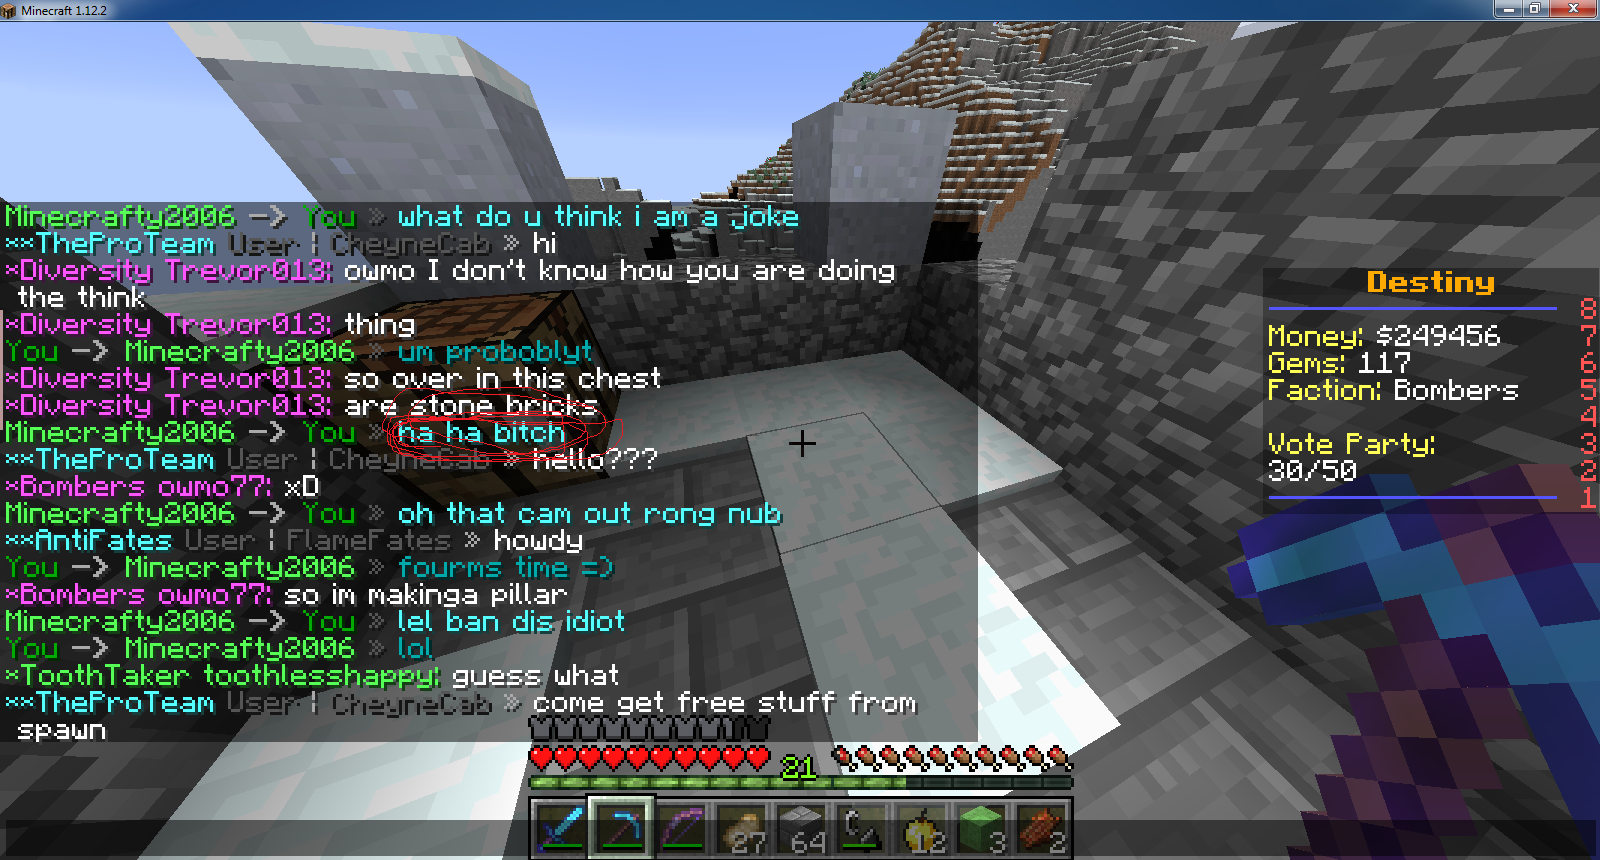 Minecraft 1.12.2
Minecrafty2006 —> You » what do u think i am a joke
**TheProTeam User ¦ CheyneCab » hi
*Diversity Trevor013: owmo I don't know how you are doing
the think
*Diversity Trevor013: thing
You —> Minecrafty2006 » um proboblyt
*Diversity Trevor013: so over in this chest
*Diversity Trevor013: are stone bricks
Minecrafty2006 —> You » ha ha bitch
**TheProTeam User ¦ CheyneCab » hello???
*Bombers owmo77: xD
Minecrafty2006 —> You » oh that cam out rong nub
**AntiFates User ¦ FlameFates » howdy
You —> Minecrafty2006 » fourms time =)
*Bombers owmo77: so im makinga pillar
Minecrafty2006 —> You » lel ban dis idiot
You —> Minecrafty2006 » lol
*ToothTaker toothlesshappy: guess what
**TheProTeam User ¦ CheyneCab » come get free stuff from
spawn
Destiny
8
Money: $249456 7
Gems: 117 6
Faction: Bombers 5
4
Vote Party: 3
30/50 2
1
21
27 64 12 3 2